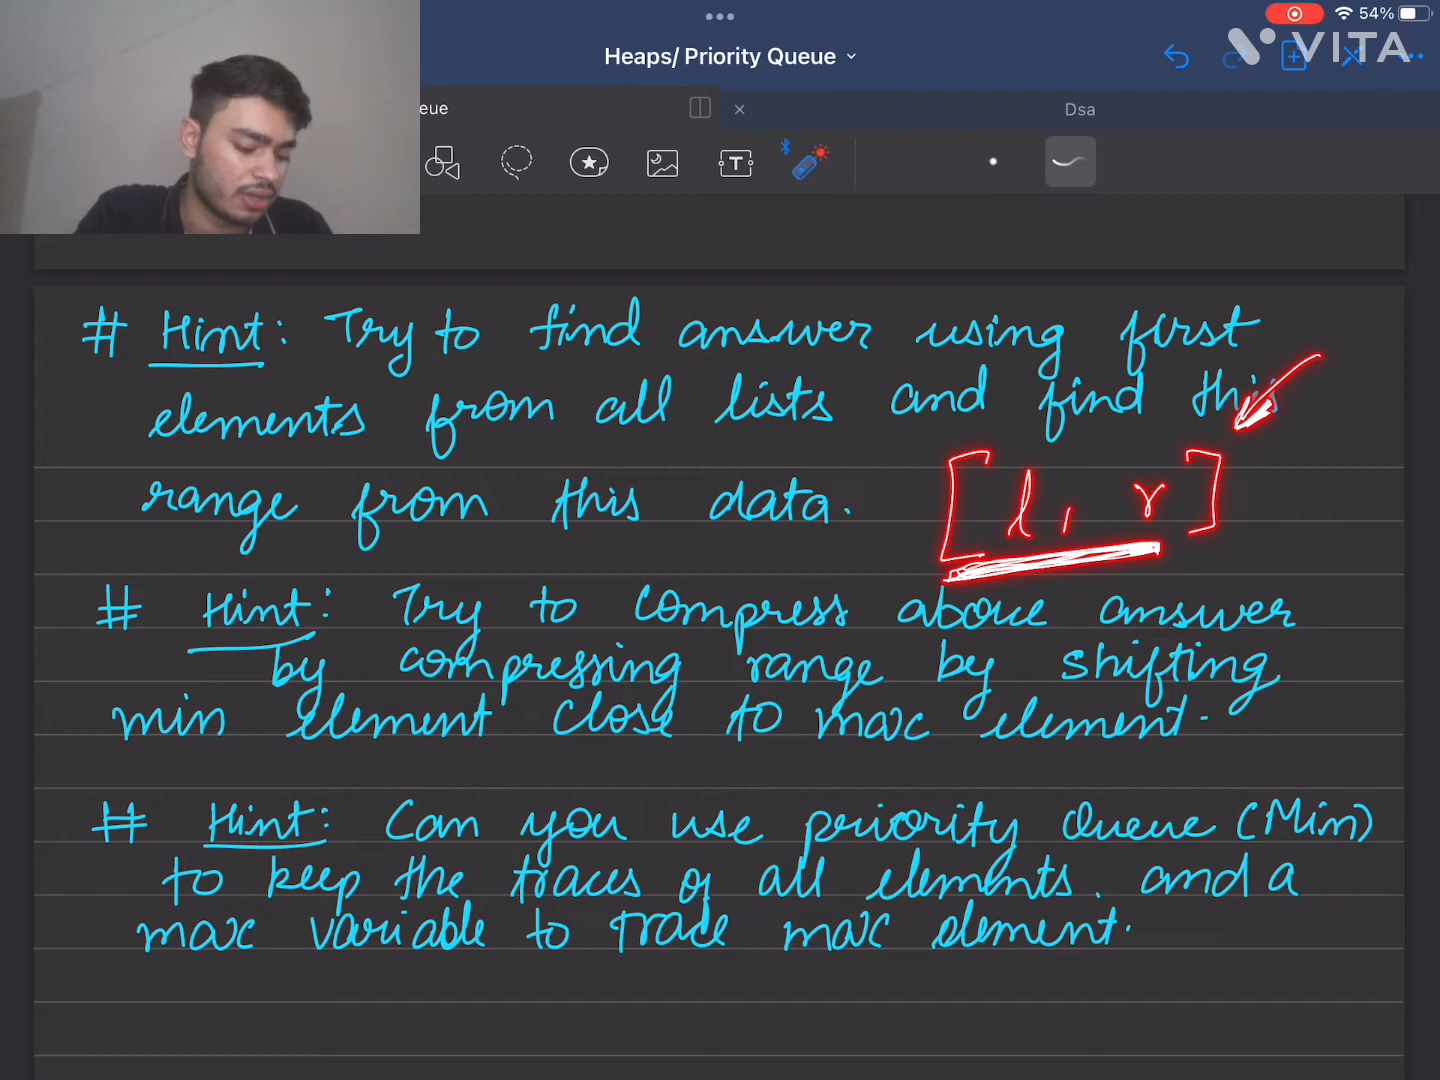 54%
VITA
Heaps/ Priority Queue
eue
Dsa
T
# Hint: Try to find answer using first
elements from all lists and find this
range from this data.
[l, r]
# Hint: Try to compress above answer
by compressing range by shifting
min element close to max element.
# Hint: Can you use priority Queue (Min)
to keep the traces of all elements. and a
max variable to trace max element.